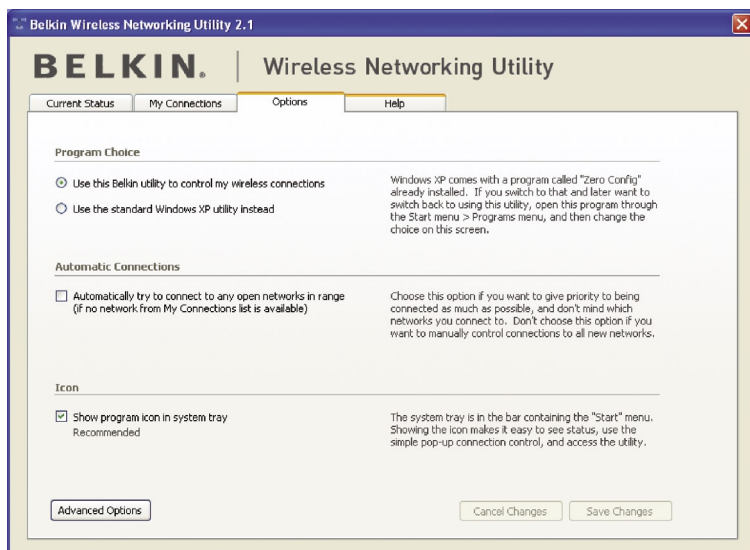 Belkin Wireless Networking Utility 2.1
BELKIN. | Wireless Networking Utility
Current Status
My Connections
Options
Help
Program Choice
Use this Belkin utility to control my wireless connections
Use the standard Windows XP utility instead
Windows XP comes with a program called "Zero Config"
already installed. If you switch to that and later want to
switch back to using this utility, open this program through
the Start menu > Programs menu, and then change the
choice on this screen.
Automatic Connections
Automatically try to connect to any open networks in range
(if no network from My Connections list is available)
Choose this option if you want to give priority to being
connected as much as possible, and don't mind which
networks you connect to. Don't choose this option if you
want to manually control connections to all new networks.
Icon
Show program icon in system tray
Recommended
The system tray is in the bar containing the "Start" menu.
Showing the icon makes it easy to see status, use the
simple pop-up connection control, and access the utility.
Advanced Options
Cancel Changes
Save Changes